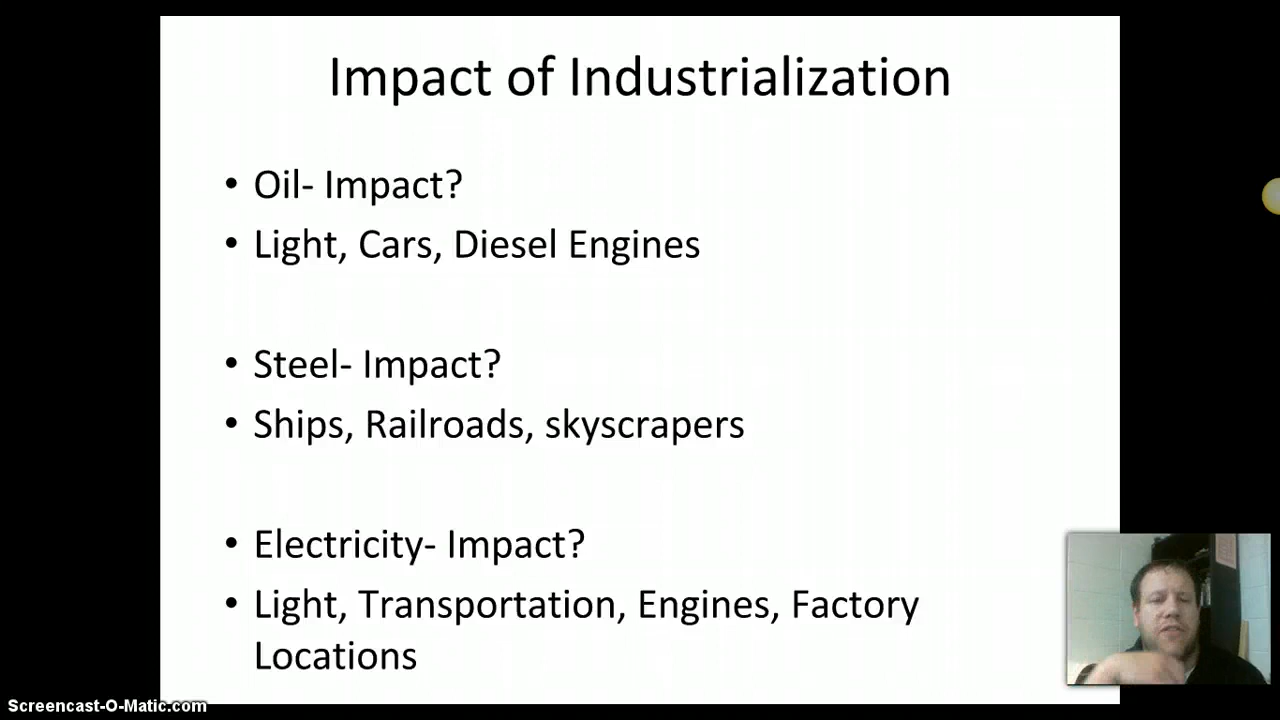 Impact of Industrialization
• Oil- Impact?
• Light, Cars, Diesel Engines
• Steel- Impact?
• Ships, Railroads, skyscrapers
• Electricity- Impact?
• Light, Transportation, Engines, Factory
Locations
Screencast-O-Matic.com